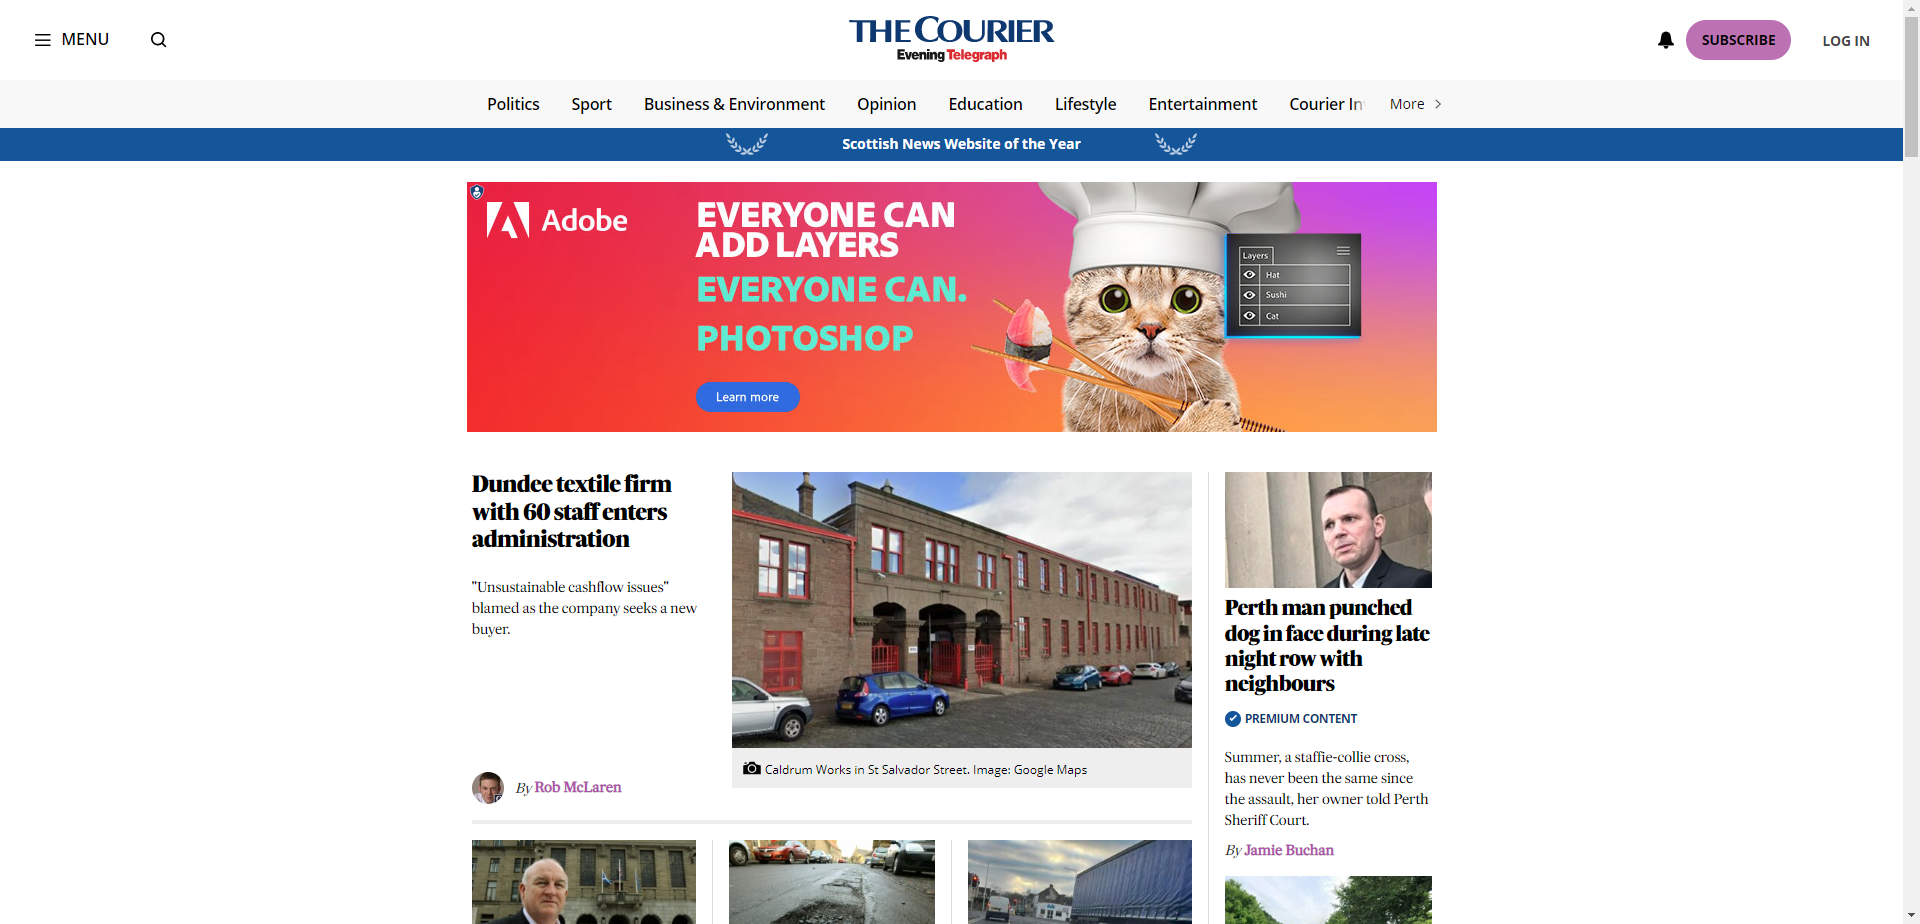 MENU
THE COURIER
Evening Telegraph
SUBSCRIBE
LOG IN
Politics
Sport
Business & Environment
Opinion
Education
Lifestyle
Entertainment
Courier In
More
Scottish News Website of the Year
Adobe
EVERYONE CAN
ADD LAYERS
EVERYONE CAN.
PHOTOSHOP
Learn more
Layers
Hat
Sushi
Cat
Dundee textile firm
with 60 staff enters
administration
"Unsustainable cashflow issues"
blamed as the company seeks a new
buyer.
By Rob McLaren
Caldrum Works in St Salvador Street. Image: Google Maps
Perth man punched
dog in face during late
night row with
neighbours
PREMIUM CONTENT
Summer, a staffie-collie cross,
has never been the same since
the assault, her owner told Perth
Sheriff Court.
By Jamie Buchan